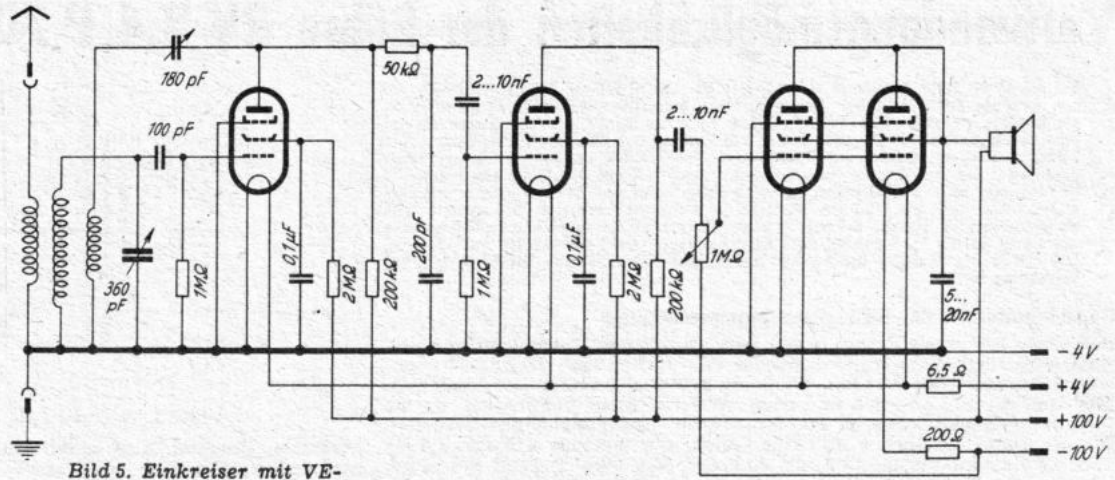 180 pF
50 kΩ
2...10 nF
2...10 nF
100 pF
360 pF
1 MΩ
0,1 μF
2 MΩ
200 kΩ
200 pF
1 MΩ
0,1 μF
2 MΩ
200 kΩ
1 MΩ
5... 20 nF
- 4 V
6,5 Ω
+ 4 V
+ 100 V
200 Ω
- 100 V
Bild 5. Einkreiser mit VE-